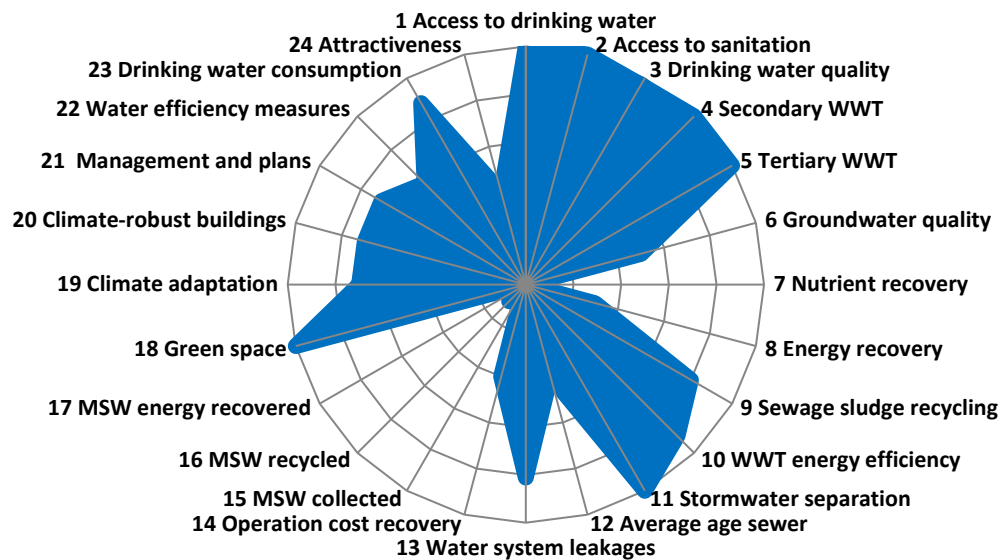 1 Access to drinking water
2 Access to sanitation
3 Drinking water quality
4 Secondary WWT
5 Tertiary WWT
6 Groundwater quality
7 Nutrient recovery
8 Energy recovery
9 Sewage sludge recycling
10 WWT energy efficiency
11 Stormwater separation
12 Average age sewer
13 Water system leakages
14 Operation cost recovery
15 MSW collected
16 MSW recycled
17 MSW energy recovered
18 Green space
19 Climate adaptation
20 Climate-robust buildings
21  Management and plans
22 Water efficiency measures
23 Drinking water consumption
24 Attractiveness